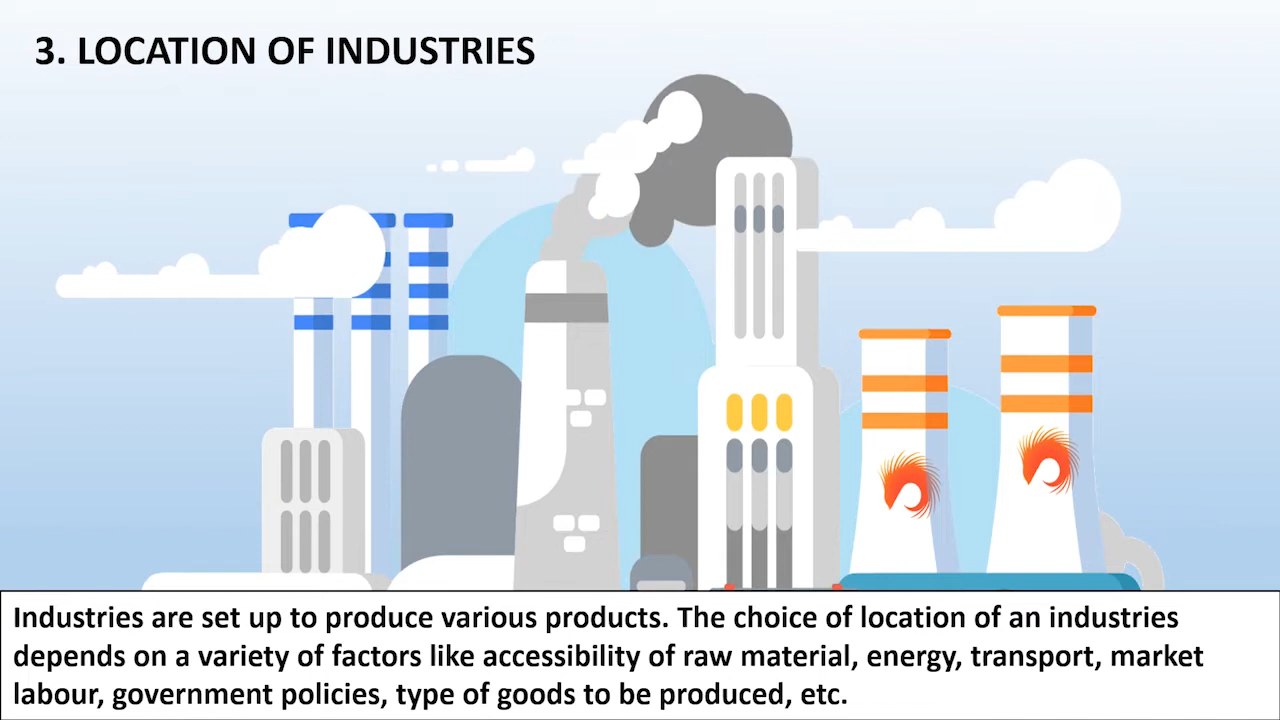 3. LOCATION OF INDUSTRIES
Industries are set up to produce various products. The choice of location of an industries
depends on a variety of factors like accessibility of raw material, energy, transport, market
labour, government policies, type of goods to be produced, etc.